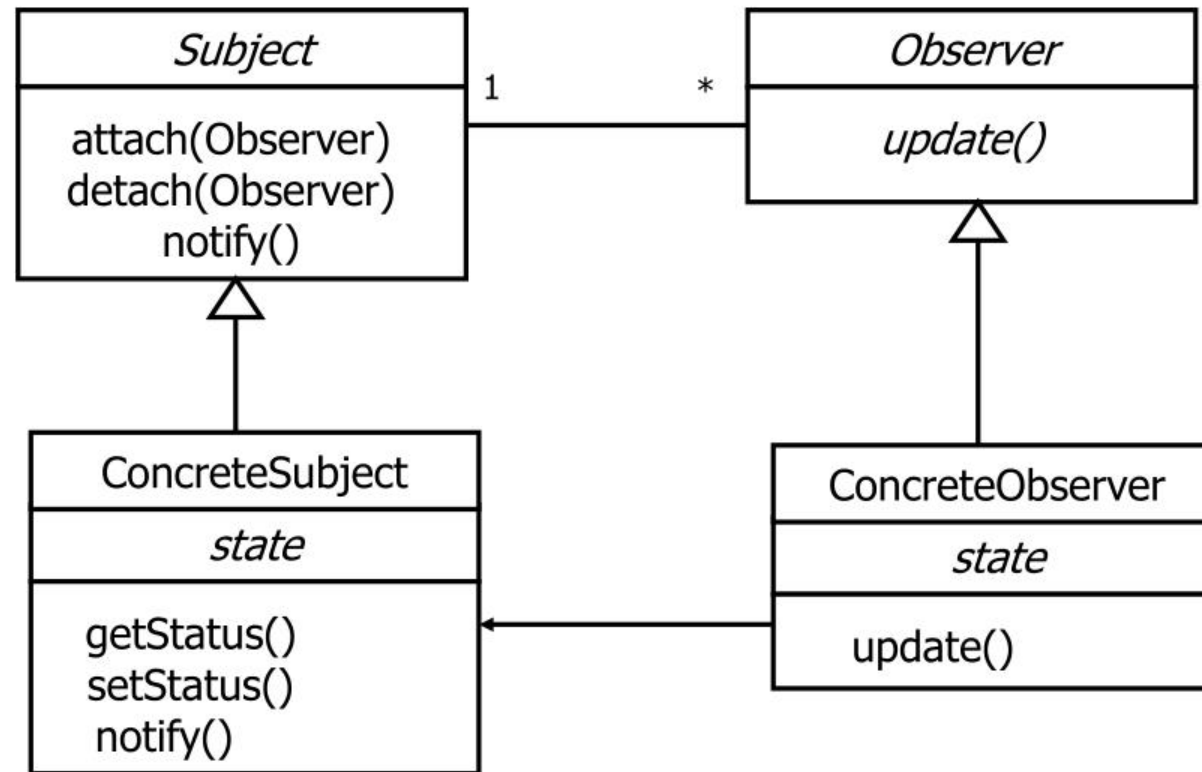 Subject
attach(Observer)
detach(Observer)
notify()
1
*
Observer
update()
ConcreteSubject
state
getStatus()
setStatus()
notify()
ConcreteObserver
state
update()